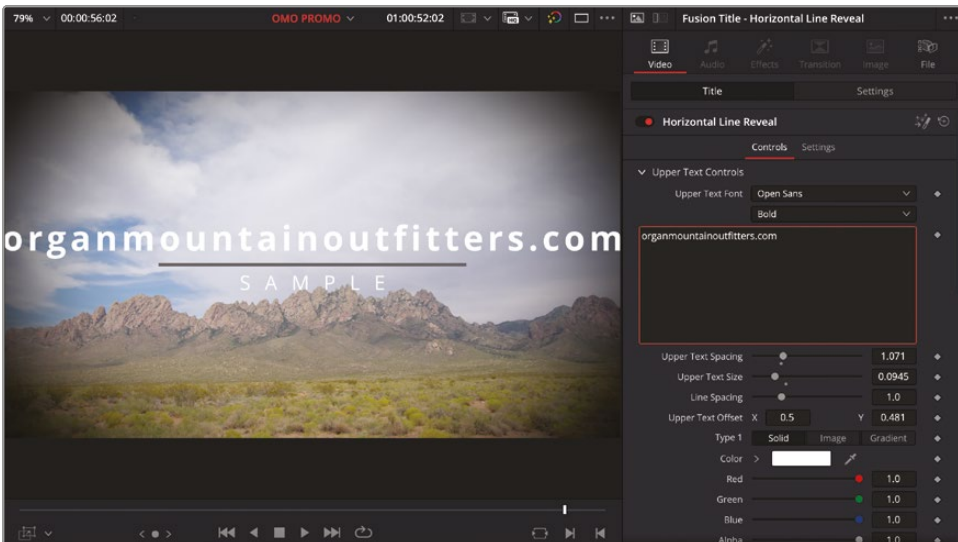 79% 00:00:56:02 OMO PROMO 01:00:52:02
Fusion Title - Horizontal Line Reveal
Video Audio Effects Transition Image File
Title Settings
Horizontal Line Reveal
Controls Settings
Upper Text Controls
Upper Text Font Open Sans
Bold
organmountainoutfitters.com
organmountainoutfitters.com
SAMPLE
Upper Text Spacing 1.071
Upper Text Size 0.0945
Line Spacing 1.0
Upper Text Offset X 0.5 Y 0.481
Type 1 Solid Image Gradient
Color
Red 1.0
Green 1.0
Blue 1.0
Alpha 1.0